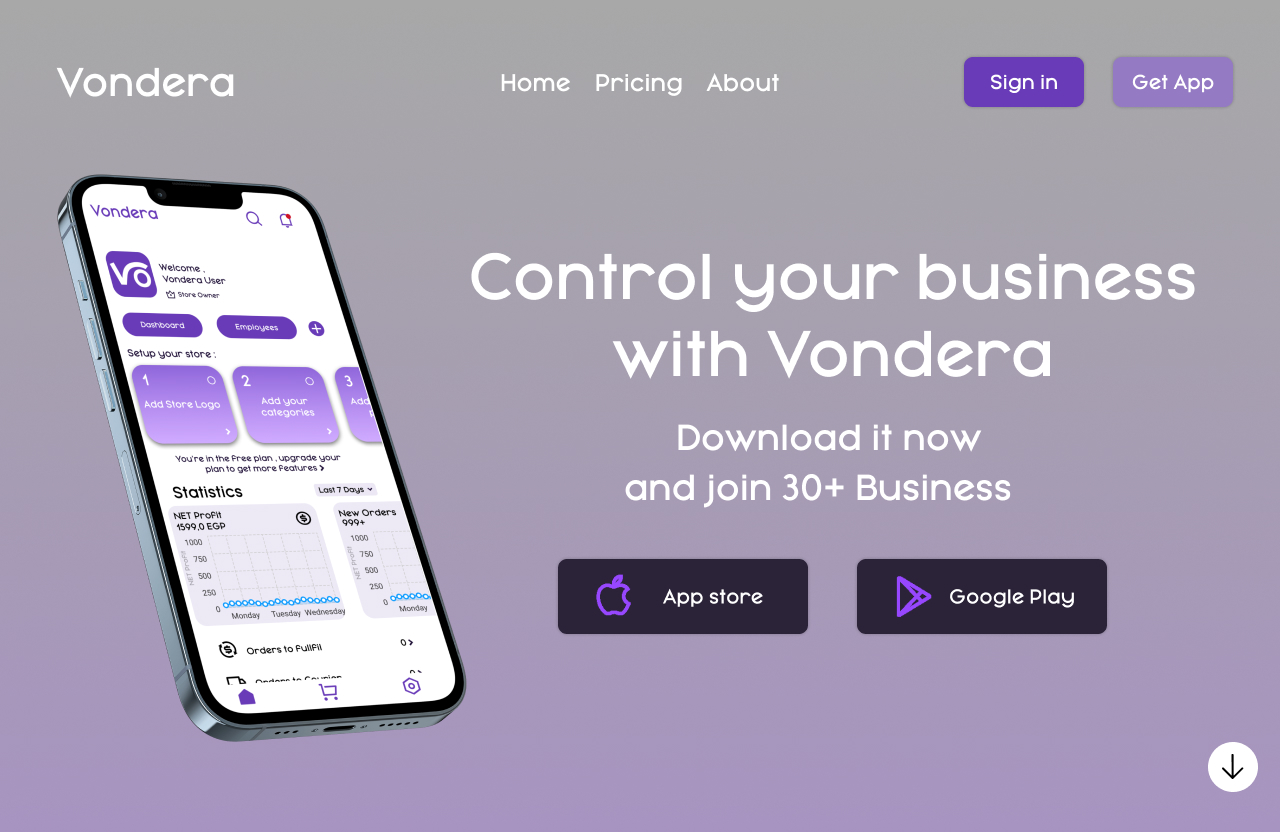 Vondera
Home Pricing About
Sign in
Get App
Control your business
with Vondera
Download it now
and join 30+ Business
App store
Google Play
Vondera
Welcome ,
Vondera User
Store Owner
Dashboard
Employees
Setup your store :
1
Add Store Logo
2
Add your
categories
3
You're in the free plan , upgrade your
plan to get more features >
Statistics
Last 7 Days
NET Profit
1599,0 EGP
1000
750
500
250
0
NET Profit
Monday Tuesday Wednesday
New Orders
999+
1000
750
500
250
0
NET Profit
Monday
Orders to FullFil
0 >
Orders to Courier